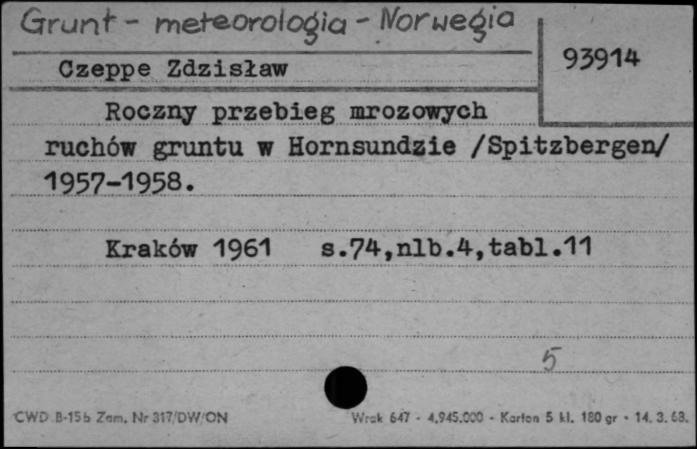 Grunt - meteorologia - Norwegia
93914
Czeppe Zdzisław
Roczny przebieg mrozowych
ruchów gruntu w Hornsundzie /Spitzbergen/
1957-1958.
Kraków 1961 s.74,nlb.4,tabl.11
5
CWD B-15b Zam. Nr 317/DW/ON Wrak 647 - 4.945.000 - Karton 5 kl. 180 gr - 14. 3. 63.